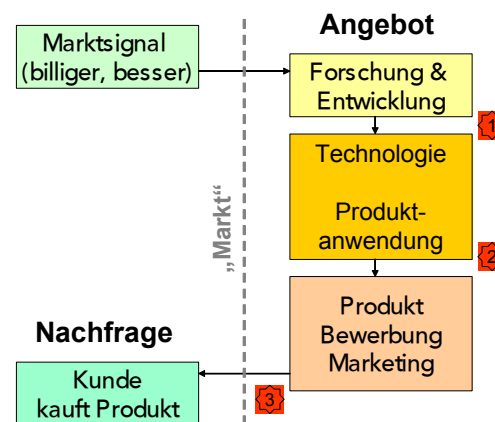 Angebot
Marktsignal
(billiger, besser)
Forschung &
Entwicklung
1
Technologie
Produkt-
anwendung
2
„Markt“
Produkt
Bewerbung
Marketing
Nachfrage
Kunde
kauft Produkt
3